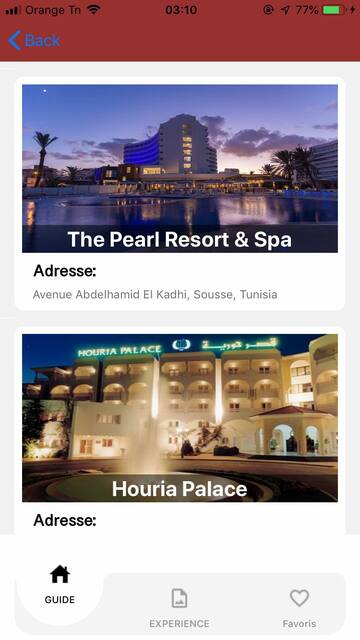 Orange Tn 03:10 77%
Back
The Pearl Resort & Spa
Adresse:
Avenue Abdelhamid El Kadhi, Sousse, Tunisia
HOURIA PALACE قصر حورية
Houria Palace
Adresse:
GUIDE
EXPERIENCE
Favoris